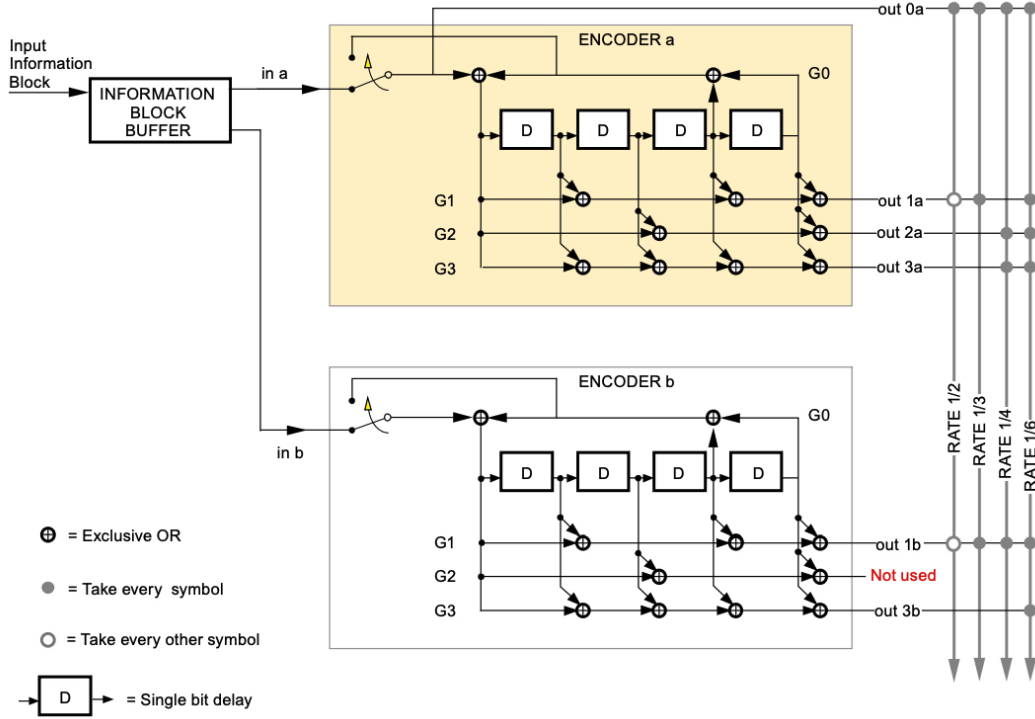 out 0a
ENCODER a
Input
Information
Block
in a
G0
INFORMATION
BLOCK
BUFFER
D
D
D
D
G1
out 1a
G2
out 2a
G3
out 3a
RATE 1/2
RATE 1/3
RATE 1/4
RATE 1/6
ENCODER b
G0
in b
D
D
D
D
= Exclusive OR
G1
out 1b
G2
Not used
= Take every symbol
G3
out 3b
= Take every other symbol
D
= Single bit delay